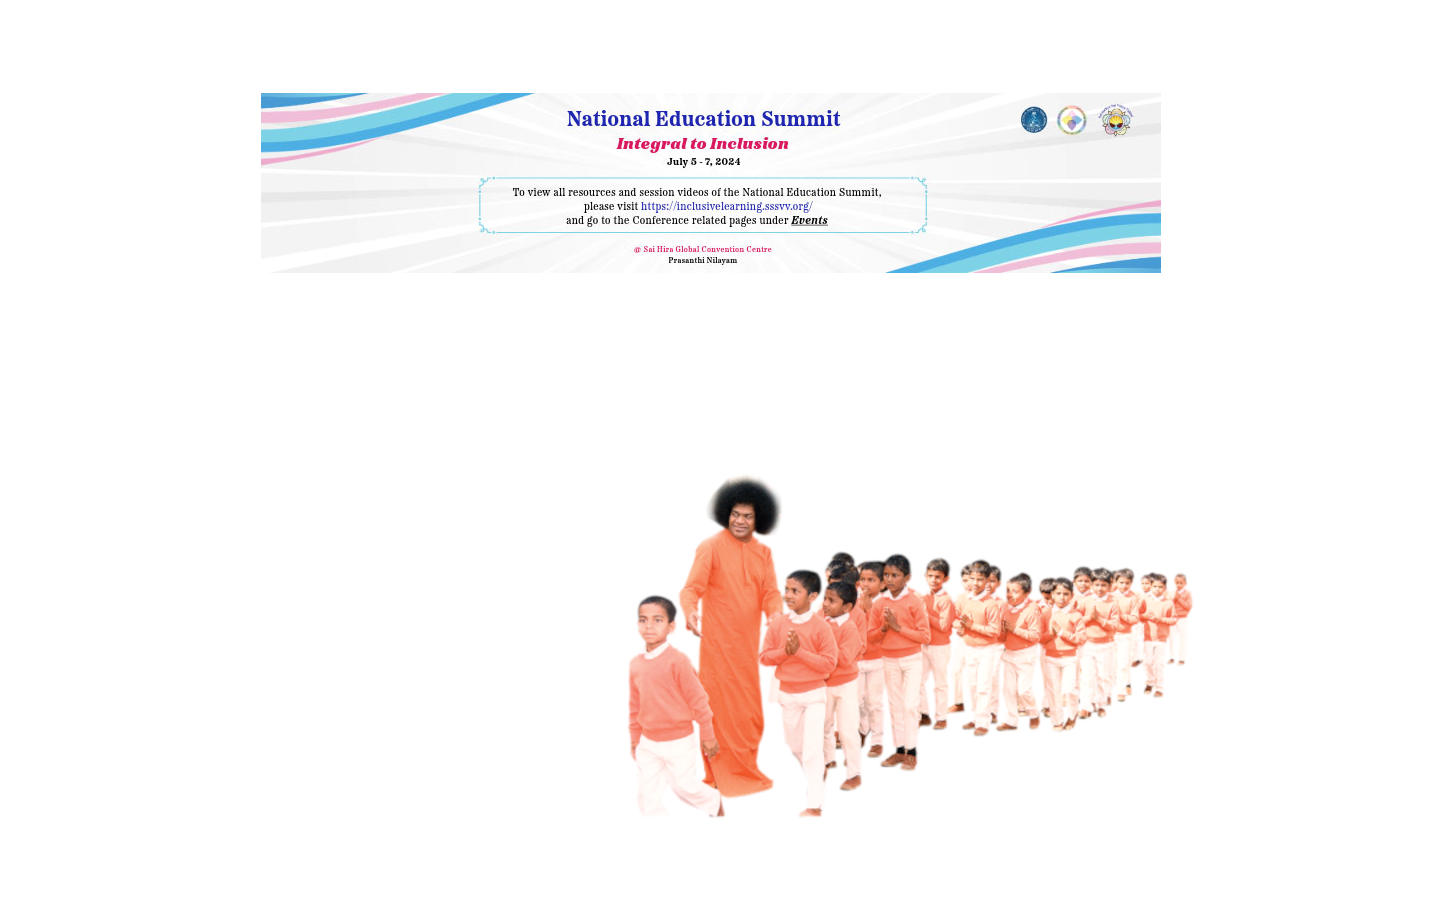 National Education Summit
Integral to Inclusion
July 5 - 7, 2024
To view all resources and session videos of the National Education Summit,
please visit https://inclusivelearning.sssvv.org/
and go to the Conference related pages under Events
@ Sai Hira Global Convention Centre
Prasanthi Nilayam